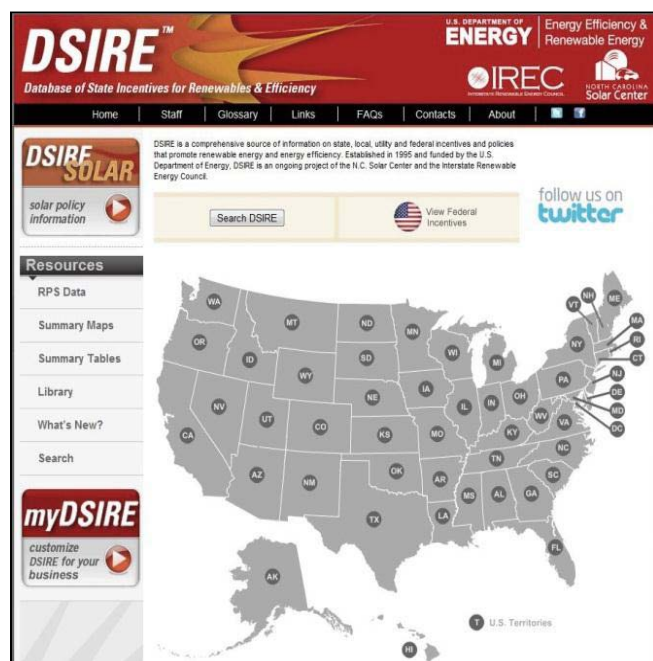 DSIRE™
Database of State Incentives for Renewables & Efficiency
U.S. DEPARTMENT OF
ENERGY
Energy Efficiency &
Renewable Energy
IREC
INTERSTATE RENEWABLE ENERGY COUNCIL
NORTH CAROLINA
Solar Center
Home Staff Glossary Links FAQs Contacts About
DSIRE
SOLAR
solar policy
information
DSIRE is a comprehensive source of information on state, local, utility and federal incentives and policies
that promote renewable energy and energy efficiency. Established in 1995 and funded by the U.S.
Department of Energy, DSIRE is an ongoing project of the N.C. Solar Center and the Interstate Renewable
Energy Council.
Search DSIRE
View Federal
Incentives
follow us on
twitter
Resources
RPS Data
Summary Maps
Summary Tables
Library
What's New?
Search
myDSIRE
customize
DSIRE for your
business
WA
MT
ND
MN
OR
ID
WY
SD
WI
MI
NY
VT
NH
ME
MA
RI
CT
NJ
DE
MD
DC
NV
UT
CO
NE
IA
IL
IN
OH
PA
WV
VA
CA
KS
MO
KY
NC
AZ
NM
OK
AR
TN
SC
TX
LA
MS
AL
GA
FL
AK
HI
T U.S. Territories